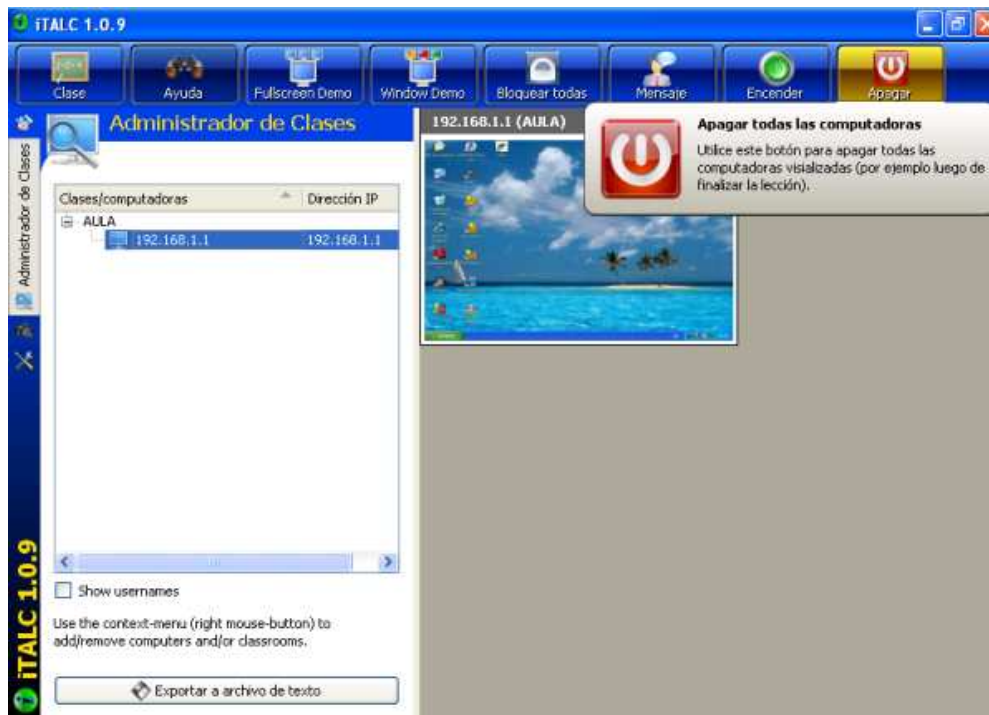 iTALC 1.0.9
Clase
Ayuda
Fullscreen Demo
Window Demo
Bloquear todas
Mensaje
Encender
Apagar
Administrador de Clases
iTALC 1.0.9
Administrador de Clases
Clases/computadoras
Dirección IP
AULA
192.168.1.1
192.168.1.1
Show usernames
Use the context-menu (right mouse-button) to
add/remove computers and/or classrooms.
Exportar a archivo de texto
192.168.1.1 (AULA)
Apagar todas las computadoras
Utilice este botón para apagar todas las
computadoras visializadas (por ejemplo luego de
finalizar la lección).